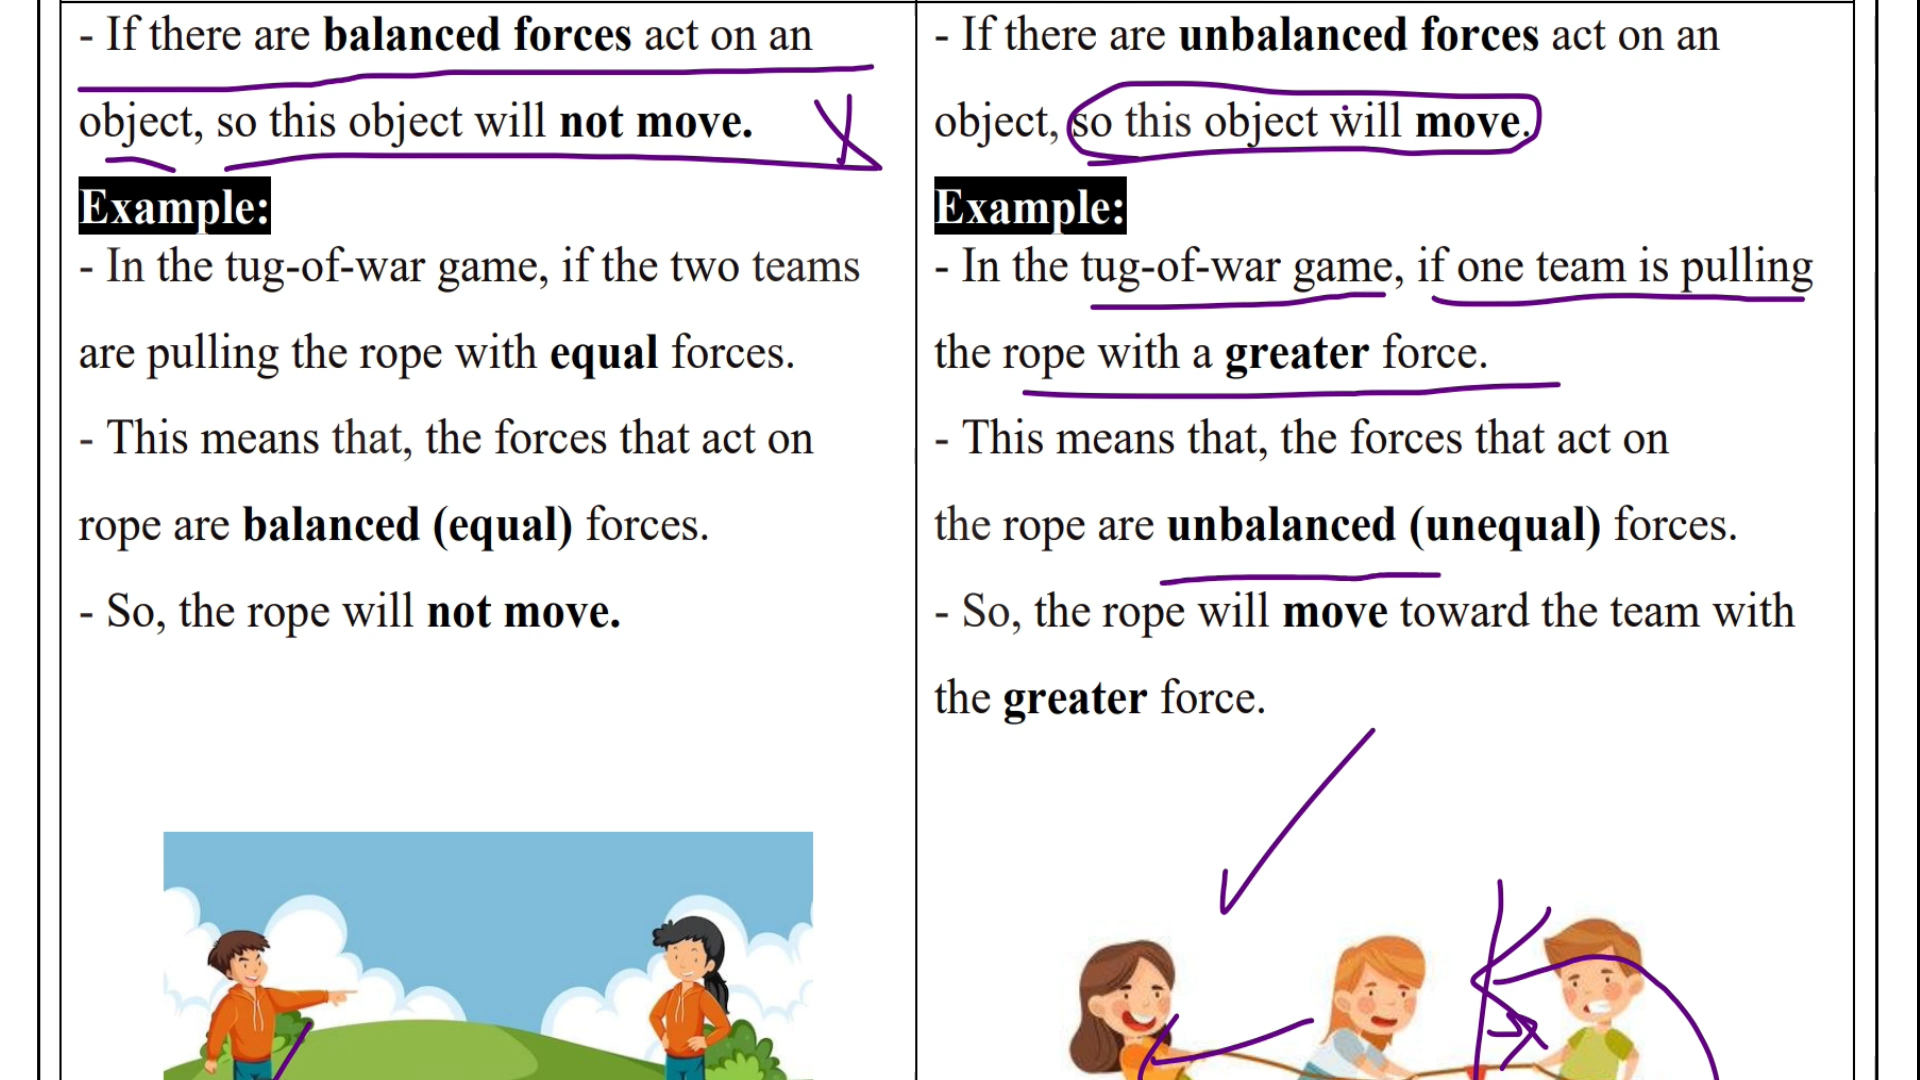 - If there are balanced forces act on an
object, so this object will not move.
Example:
- In the tug-of-war game, if the two teams
are pulling the rope with equal forces.
- This means that, the forces that act on
rope are balanced (equal) forces.
- So, the rope will not move.
- If there are unbalanced forces act on an
object, so this object will move.
Example:
- In the tug-of-war game, if one team is pulling
the rope with a greater force.
- This means that, the forces that act on
the rope are unbalanced (unequal) forces.
- So, the rope will move toward the team with
the greater force.